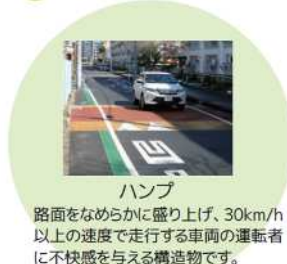 ハンプ
路面をなめらかに盛り上げ、30km/h
以上の速度で走行する車両の運転者
に不快感を与える構造物です。